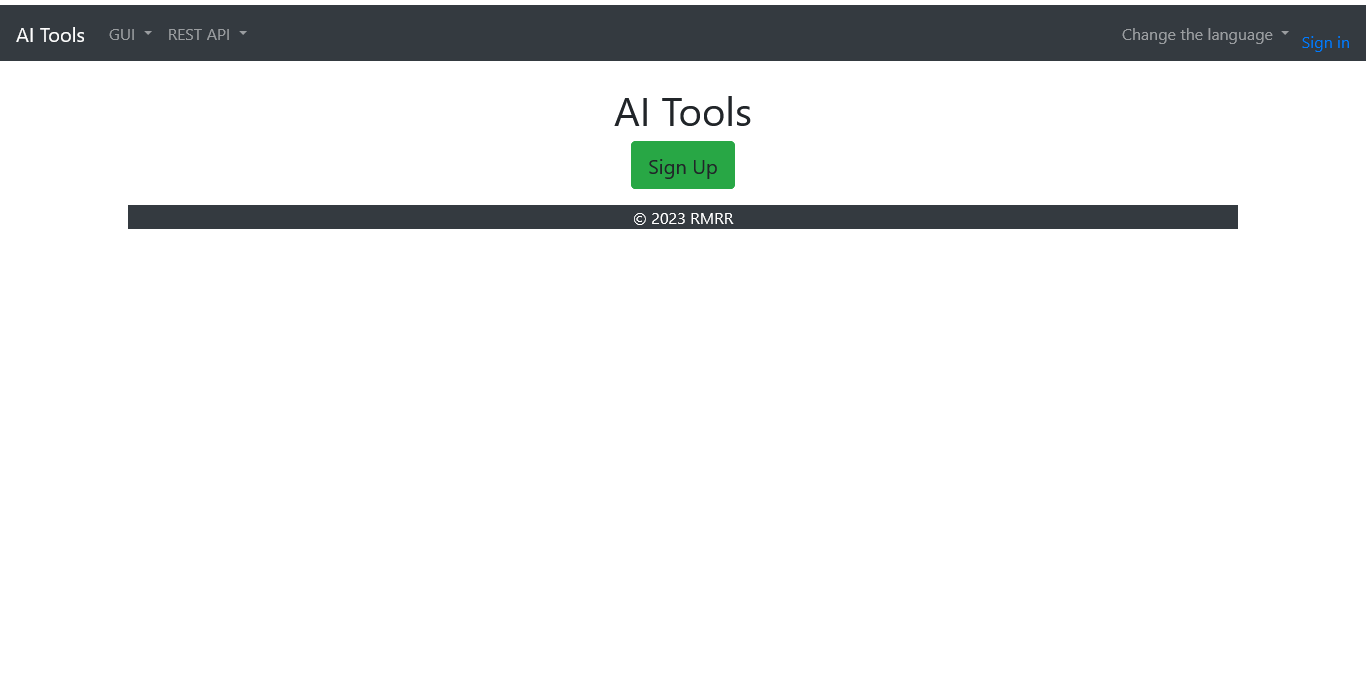 AI Tools GUI REST API Change the language Sign in
AI Tools
Sign Up
© 2023 RMRR